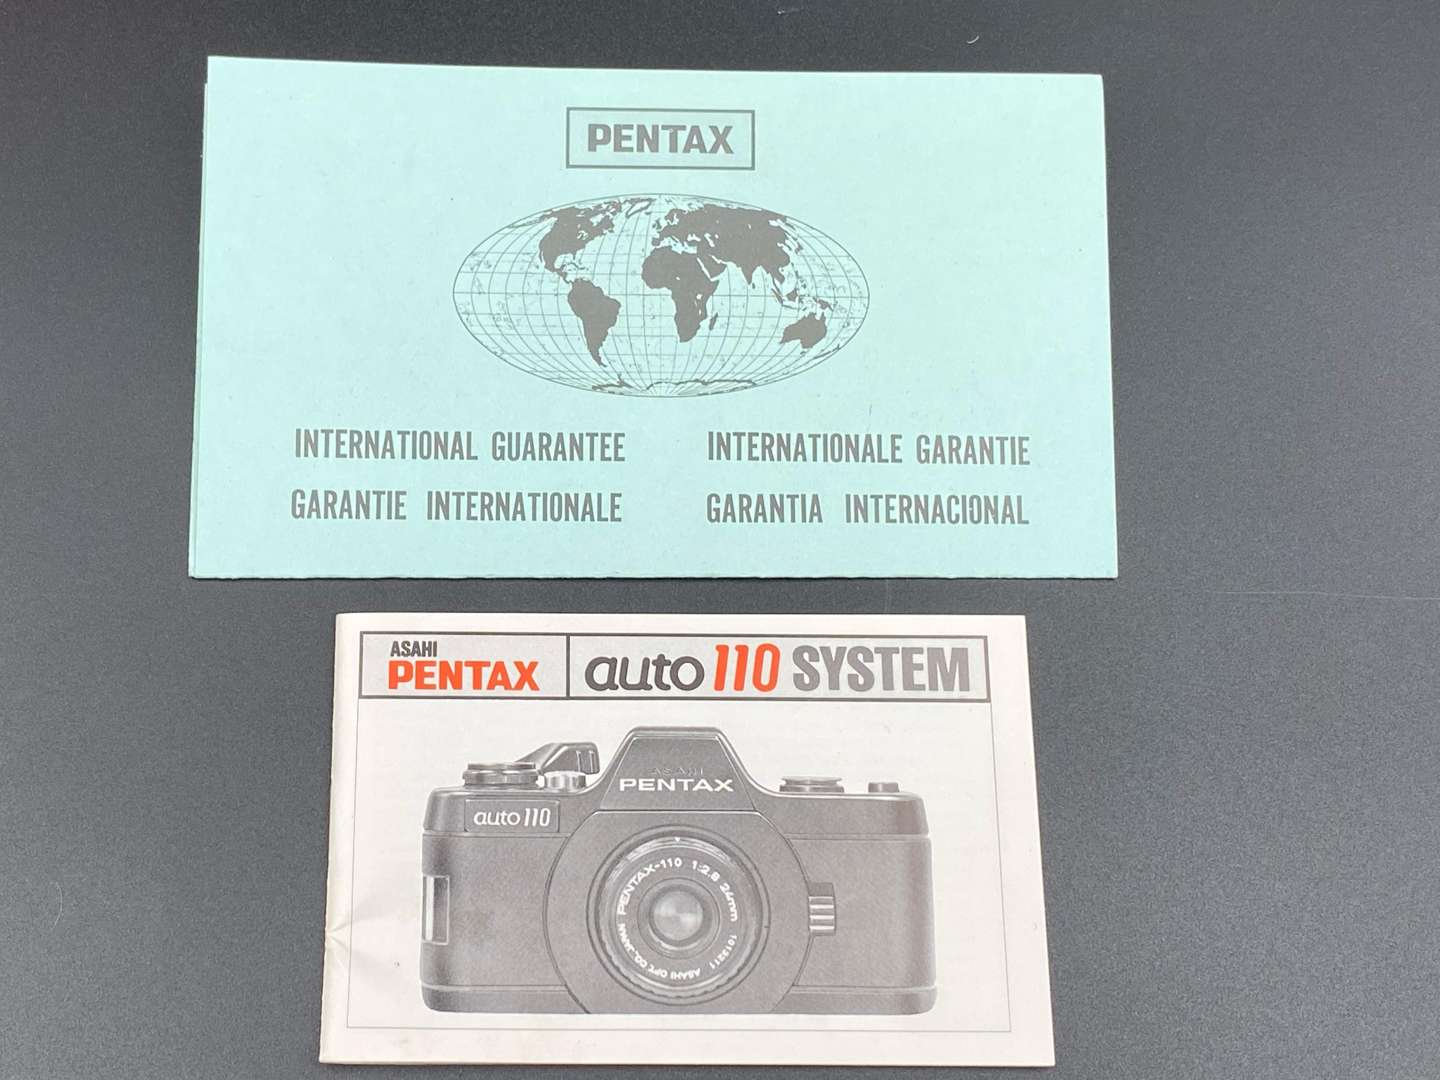 PENTAX
INTERNATIONAL GUARANTEE
INTERNATIONALE GARANTIE
GARANTIE INTERNATIONALE
GARANTIA INTERNACIONAL
ASAHI
PENTAX
auto 110 SYSTEM
ASAHI
PENTAX
auto 110
PENTAX-110 1:2.8 24mm 1013211 ASAHI OPT. CO., JAPAN